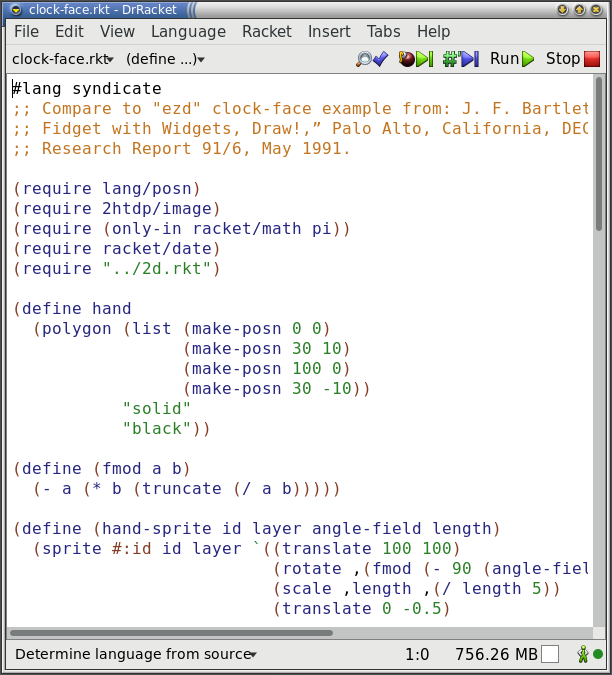 clock-face.rkt - DrRacket
File Edit View Language Racket Insert Tabs Help
clock-face.rkt (define ...) Run Stop
#lang syndicate
;; Compare to "ezd" clock-face example from: J. F. Bartlet
;; Fidget with Widgets, Draw!,” Palo Alto, California, DEC
;; Research Report 91/6, May 1991.
(require lang/posn)
(require 2htdp/image)
(require (only-in racket/math pi))
(require racket/date)
(require "../2d.rkt")
(define hand
(polygon (list (make-posn 0 0)
(make-posn 30 10)
(make-posn 100 0)
(make-posn 30 -10))
"solid"
"black"))
(define (fmod a b)
(- a (* b (truncate (/ a b)))))
(define (hand-sprite id layer angle-field length)
(sprite #:id id layer `((translate 100 100)
(rotate ,(fmod (- 90 (angle-fiel
(scale ,length ,(/ length 5))
(translate 0 -0.5)
Determine language from source 1:0 756.26 MB